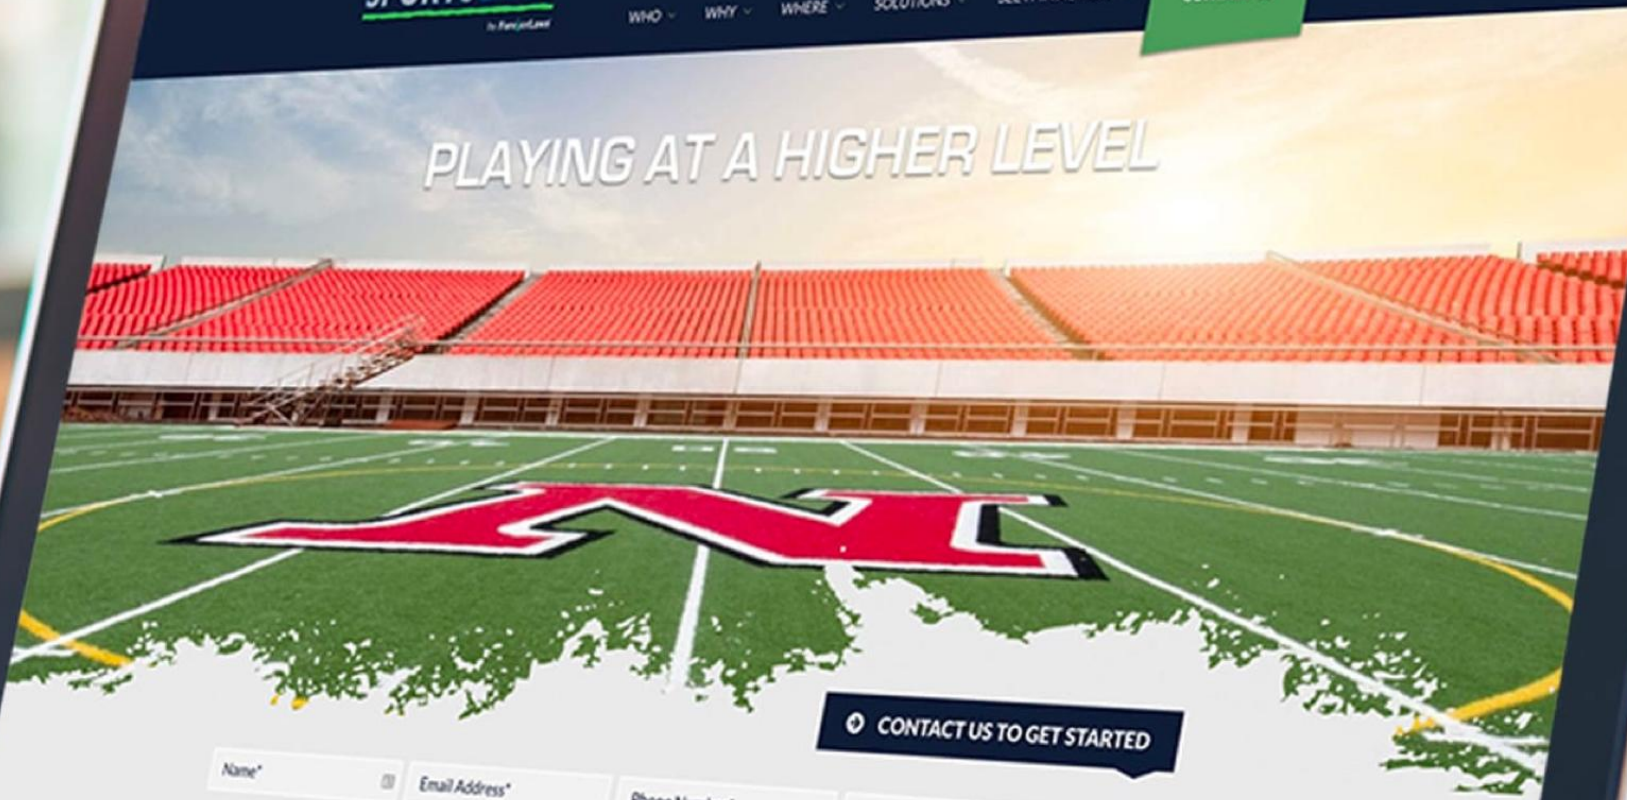 WHO
WHY
WHERE
SOLUTIONS
PLAYING AT A HIGHER LEVEL
N
CONTACT US TO GET STARTED
Name*
Email Address*